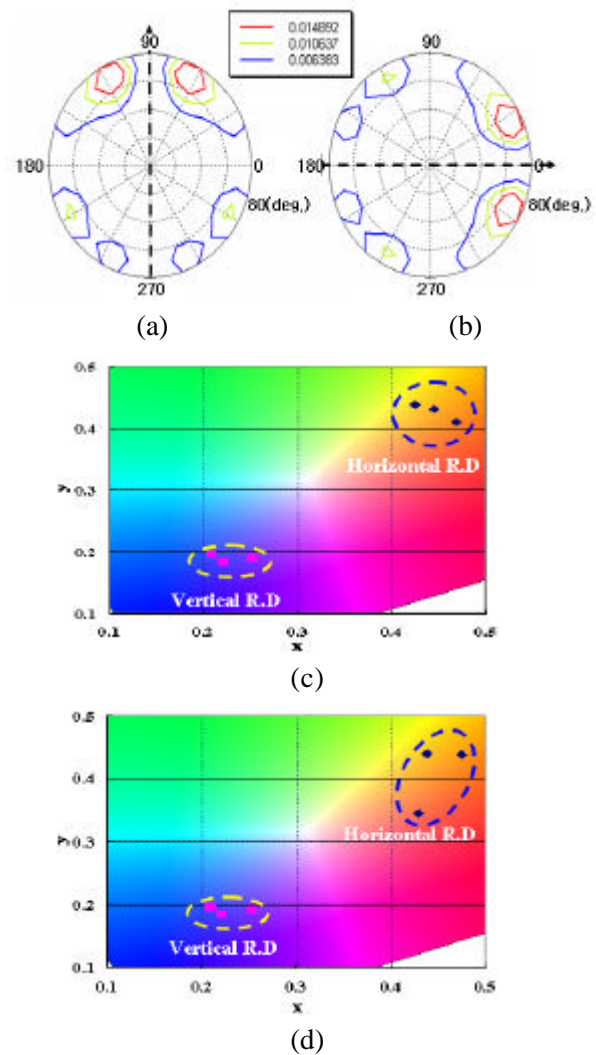 0.014892
0.010637
0.006383
90
180
0
80(deg,)
270
90
180
0
80(deg,)
270
(a)
(b)
0.5
0.4
y 0.3
0.2
0.1
Horizontal R.D
Vertical R.D
0.1 0.2 0.3 0.4 0.5
x
(c)
0.5
0.4
y 0.3
0.2
0.1
Horizontal R.D
Vertical R.D
0.1 0.2 0.3 0.4 0.5
x
(d)